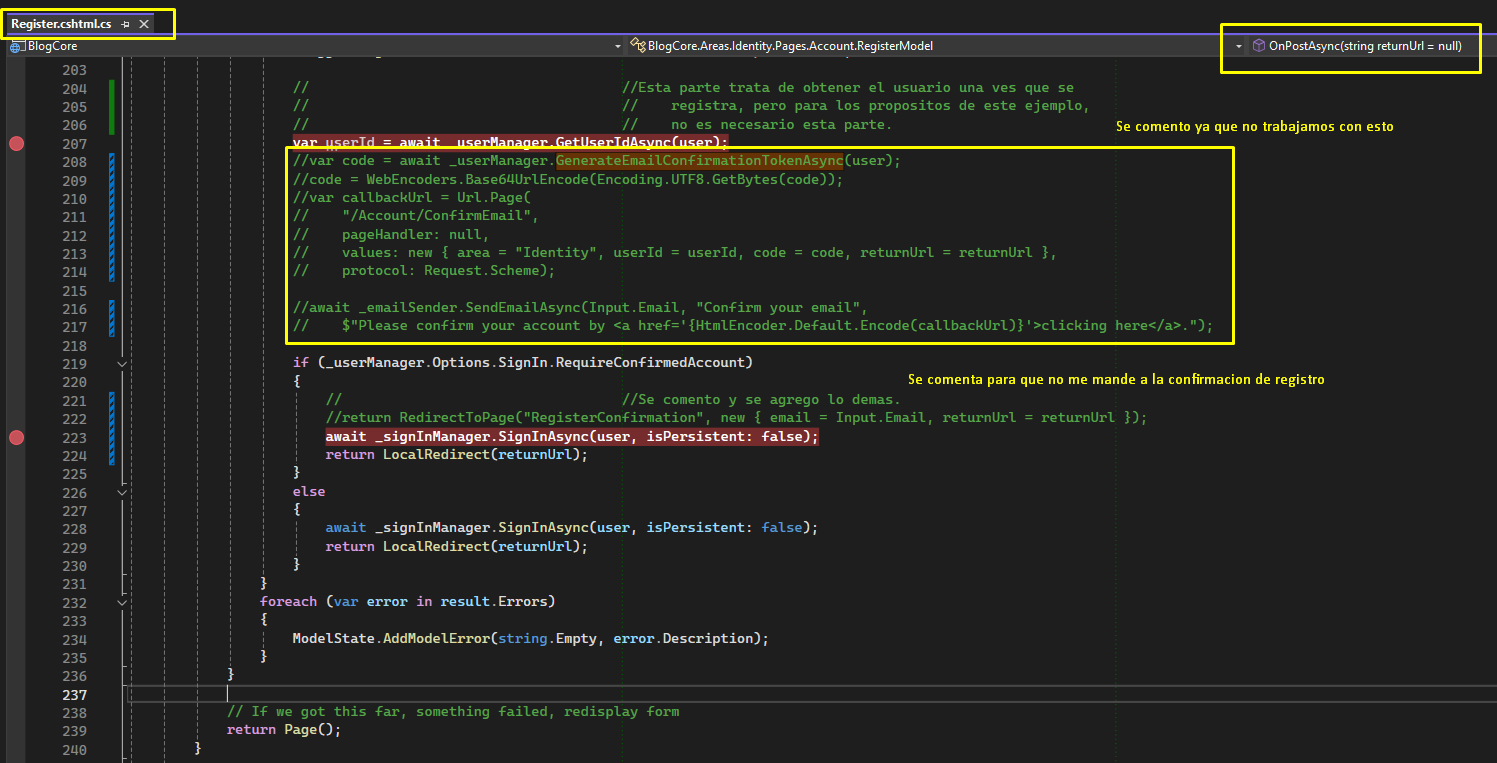 Register.cshtml.cs
BlogCore
BlogCore.Areas.Identity.Pages.Account.RegisterModel
OnPostAsync(string returnUrl = null)
203
204 // //Esta parte trata de obtener el usuario una ves que se
205 // // registra, pero para los propositos de este ejemplo,
206 // // no es necesario esta parte.
Se comento ya que no trabajamos con esto
207 var userId = await _userManager.GetUserIdAsync(user);
208 //var code = await _userManager.GenerateEmailConfirmationTokenAsync(user);
209 //code = WebEncoders.Base64UrlEncode(Encoding.UTF8.GetBytes(code));
210 //var callbackUrl = Url.Page(
211 // "/Account/ConfirmEmail",
212 // pageHandler: null,
213 // values: new { area = "Identity", userId = userId, code = code, returnUrl = returnUrl },
214 // protocol: Request.Scheme);
215
216 //await _emailSender.SendEmailAsync(Input.Email, "Confirm your email",
217 // $"Please confirm your account by <a href='{HtmlEncoder.Default.Encode(callbackUrl)}'>clicking here</a>.");
218
219 if (_userManager.Options.SignIn.RequireConfirmedAccount)
220 {
Se comenta para que no me mande a la confirmacion de registro
221 // //Se comento y se agrego lo demas.
222 //return RedirectToPage("RegisterConfirmation", new { email = Input.Email, returnUrl = returnUrl });
223 await _signInManager.SignInAsync(user, isPersistent: false);
224 return LocalRedirect(returnUrl);
225 }
226 else
227 {
228 await _signInManager.SignInAsync(user, isPersistent: false);
229 return LocalRedirect(returnUrl);
230 }
231 }
232 foreach (var error in result.Errors)
233 {
234 ModelState.AddModelError(string.Empty, error.Description);
235 }
236 }
237
238 // If we got this far, something failed, redisplay form
239 return Page();
240 }